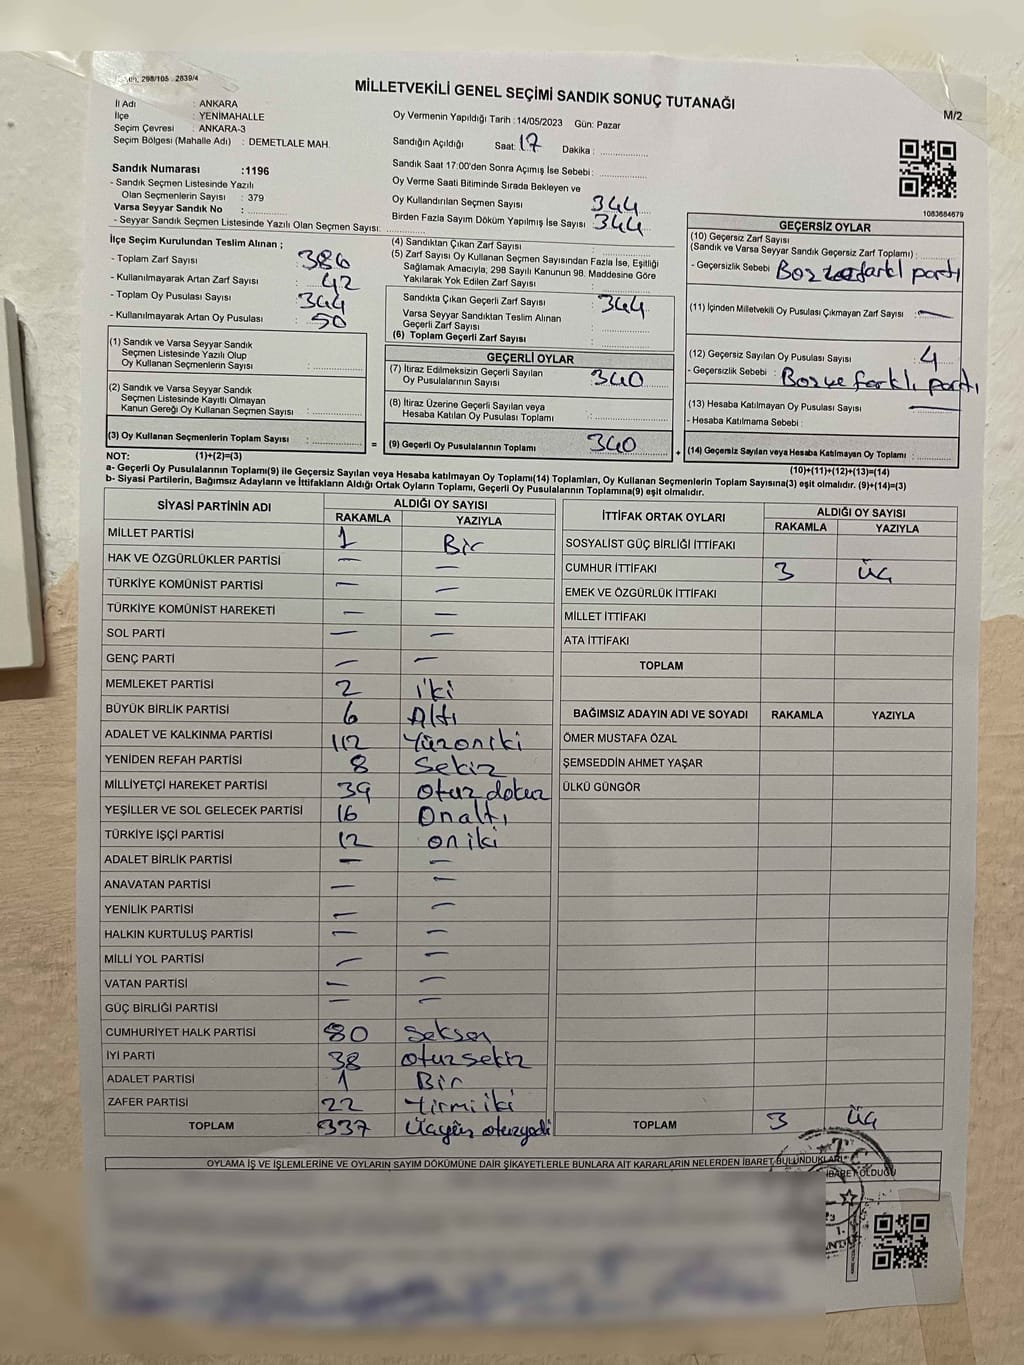 298/105 . 2839/4
MİLLETVEKİLİ GENEL SEÇİMİ SANDIK SONUÇ TUTANAĞI
M/2
İl Adı : ANKARA
İlçe : YENİMAHALLE
Seçim Çevresi : ANKARA-3
Seçim Bölgesi (Mahalle Adı) : DEMETLALE MAH.
Sandık Numarası :1196
- Sandık Seçmen Listesinde Yazılı
Olan Seçmenlerin Sayısı : 379
Varsa Seyyar Sandık No :
- Seyyar Sandık Seçmen Listesinde Yazılı Olan Seçmen Sayısı:
Oy Vermenin Yapıldığı Tarih : 14/05/2023 Gün: Pazar
Sandığın Açıldığı Saat: 17 Dakika :
Sandık Saat 17:00'den Sonra Açımış İse Sebebi :
Oy Verme Saati Bitiminde Sırada Bekleyen ve
Oy Kullandırılan Seçmen Sayısı 344
Birden Fazla Sayım Döküm Yapılmış İse Sayısı : 344
1083684679
İlçe Seçim Kurulundan Teslim Alınan ;
- Toplam Zarf Sayısı : 386
- Kullanılmayarak Artan Zarf Sayısı : 42
- Toplam Oy Pusulası Sayısı : 344
- Kullanılmayarak Artan Oy Pusulası : 50
(4) Sandıktan Çıkan Zarf Sayısı :
(5) Zarf Sayısı Oy Kullanan Seçmen Sayısından Fazla İse, Eşitliği
Sağlamak Amacıyla; 298 Sayılı Kanunun 98. Maddesine Göre
Yakılarak Yok Edilen Zarf Sayısı :
Sandıkta Çıkan Geçerli Zarf Sayısı : 344
Varsa Seyyar Sandıktan Teslim Alınan
Geçerli Zarf Sayısı :
(6) Toplam Geçerli Zarf Sayısı :
GEÇERSİZ OYLAR
(10) Geçersiz Zarf Sayısı
(Sandık ve Varsa Seyyar Sandık Geçersiz Zarf Toplamı) :
- Geçersizlik Sebebi : Boş farklı parti
(11) İçinden Milletvekili Oy Pusulası Çıkmayan Zarf Sayısı : —
(12) Geçersiz Sayılan Oy Pusulası Sayısı : 4
- Geçersizlik Sebebi : Boş ve farklı parti
(13) Hesaba Katılmayan Oy Pusulası Sayısı : —
- Hesaba Katılmama Sebebi :
(14) Geçersiz Sayılan veya Hesaba Katılmayan Oy Toplamı :
(10)+(11)+(12)+(13)=(14)
(1) Sandık ve Varsa Seyyar Sandık
Seçmen Listesinde Yazılı Olup
Oy Kullanan Seçmenlerin Sayısı :
(2) Sandık ve Varsa Seyyar Sandık
Seçmen Listesinde Kayıtlı Olmayan
Kanun Gereği Oy Kullanan Seçmen Sayısı :
(3) Oy Kullanan Seçmenlerin Toplam Sayısı : =
GEÇERLİ OYLAR
(7) İtiraz Edilmeksizin Geçerli Sayılan
Oy Pusulalarının Sayısı : 340
(8) İtiraz Üzerine Geçerli Sayılan veya
Hesaba Katılan Oy Pusulası Toplamı :
(9) Geçerli Oy Pusulalarının Toplamı : 340 +
NOT: (1)+(2)=(3)
a- Geçerli Oy Pusulalarının Toplamı(9) ile Geçersiz Sayılan veya Hesaba katılmayan Oy Toplamı(14) Toplamları, Oy Kullanan Seçmenlerin Toplam Sayısına(3) eşit olmalıdır. (9)+(14)=(3)
b- Siyasi Partilerin, Bağımsız Adayların ve İttifakların Aldığı Ortak Oyların Toplamı, Geçerli Oy Pusulalarının Toplamına(9) eşit olmalıdır.
SİYASİ PARTİNİN ADI ALDIĞI OY SAYISI
RAKAMLA YAZIYLA
MİLLET PARTİSİ 1 Bir
HAK VE ÖZGÜRLÜKLER PARTİSİ — —
TÜRKİYE KOMÜNİST PARTİSİ — —
TÜRKİYE KOMÜNİST HAREKETİ — —
SOL PARTİ — —
GENÇ PARTİ — —
MEMLEKET PARTİSİ 2 iki
BÜYÜK BİRLİK PARTİSİ 6 Altı
ADALET VE KALKINMA PARTİSİ 112 Yüzoniki
YENİDEN REFAH PARTİSİ 8 Sekiz
MİLLİYETÇİ HAREKET PARTİSİ 39 otuz dokuz
YEŞİLLER VE SOL GELECEK PARTİSİ 16 Onaltı
TÜRKİYE İŞÇİ PARTİSİ 12 on iki
ADALET BİRLİK PARTİSİ — —
ANAVATAN PARTİSİ — —
YENİLİK PARTİSİ — —
HALKIN KURTULUŞ PARTİSİ — —
MİLLİ YOL PARTİSİ — —
VATAN PARTİSİ — —
GÜÇ BİRLİĞİ PARTİSİ — —
CUMHURİYET HALK PARTİSİ 80 Seksen
İYİ PARTİ 38 otuzsekiz
ADALET PARTİSİ 1 Bir
ZAFER PARTİSİ 22 Yirmiiki
TOPLAM 337 Üçyüz otuzyedi
İTTİFAK ORTAK OYLARI ALDIĞI OY SAYISI
RAKAMLA YAZIYLA
SOSYALİST GÜÇ BİRLİĞİ İTTİFAKI
CUMHUR İTTİFAKI 3 üç
EMEK VE ÖZGÜRLÜK İTTİFAKI
MİLLET İTTİFAKI
ATA İTTİFAKI
TOPLAM
BAĞIMSIZ ADAYIN ADI VE SOYADI RAKAMLA YAZIYLA
ÖMER MUSTAFA ÖZAL
ŞEMSEDDİN AHMET YAŞAR
ÜLKÜ GÜNGÖR
TOPLAM 3 üç
OYLAMA İŞ VE İŞLEMLERİNE VE OYLARIN SAYIM DÖKÜMÜNE DAİR ŞİKAYETLERLE BUNLARA AİT KARARLARIN NELERDEN İBARET BULUNDUKLARI
İBARET OLDUĞU
T.C.